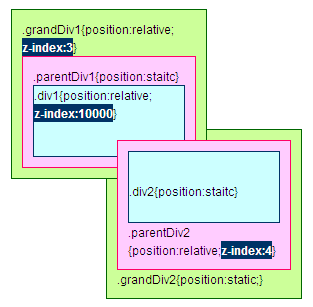 .grandDiv1{position:relative;
z-index:3}
.parentDiv1{position:staitc}
.div1{position:relative;
z-index:10000}
.div2{position:staitc}
.parentDiv2
{position:relative;z-index:4}
.grandDiv2{position:static;}